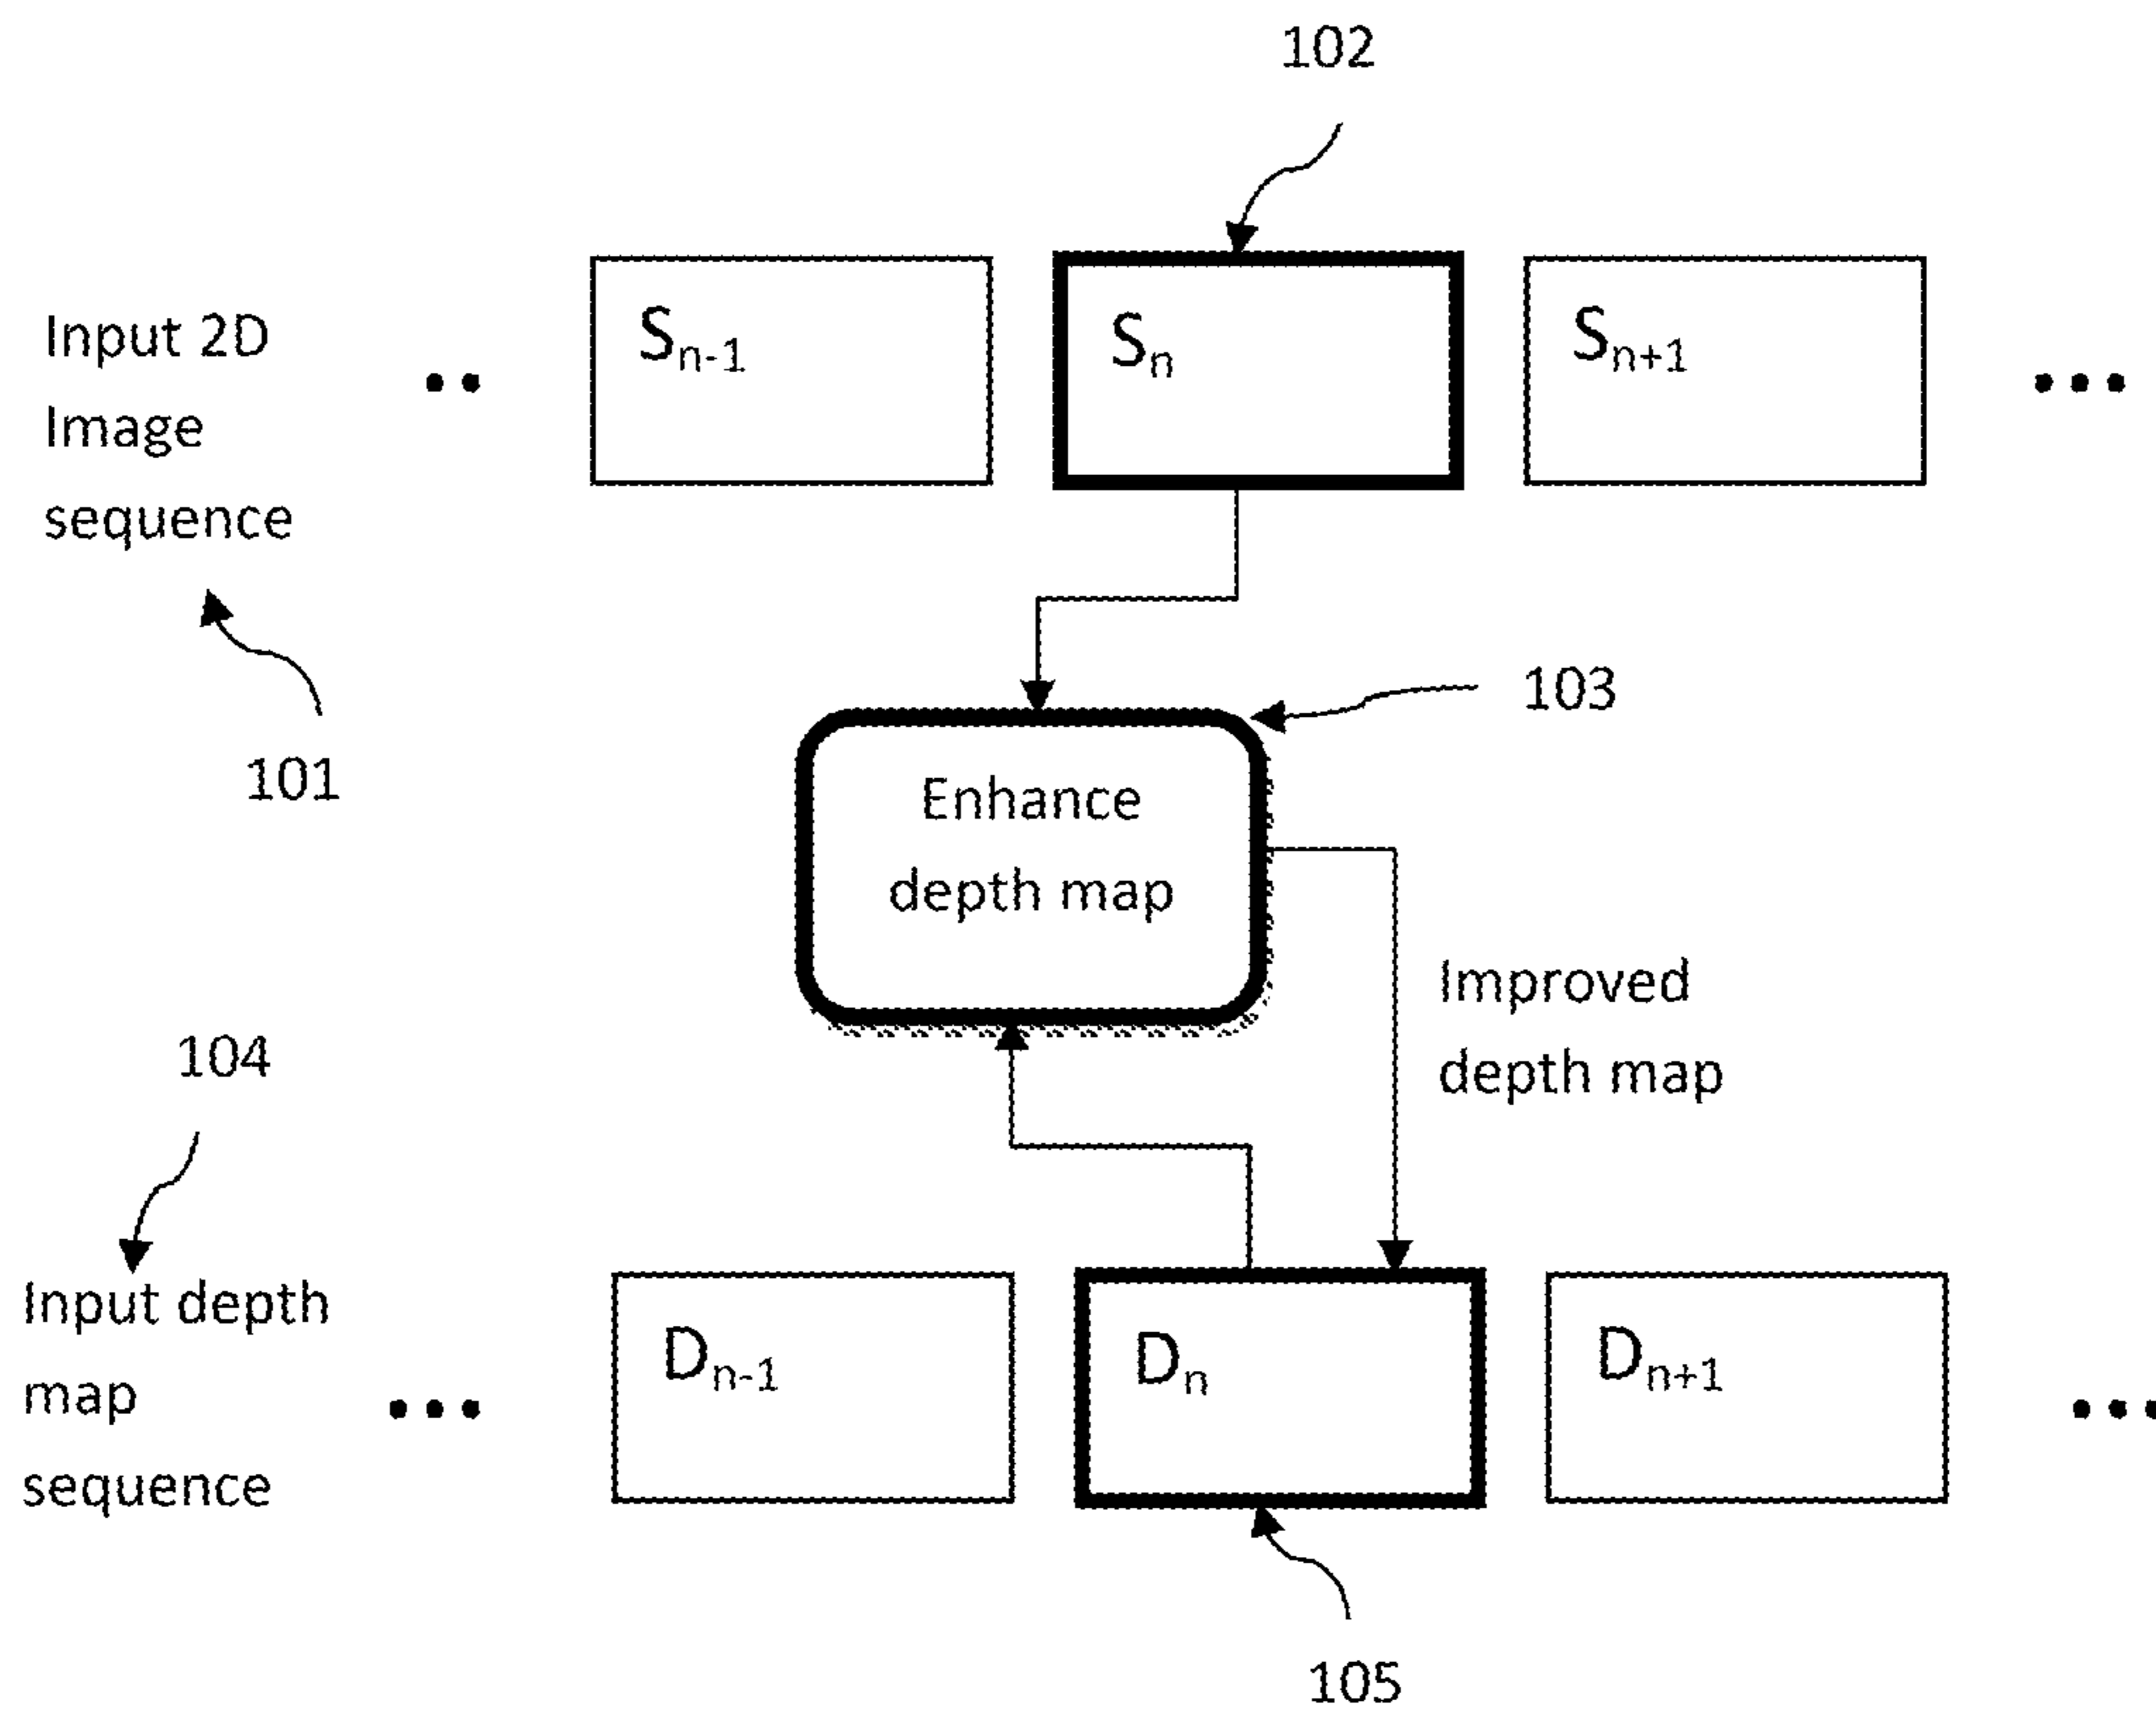 102
Input 2D
Image
sequence
••
Sn-1
Sn
Sn+1
•••
101
103
Enhance
depth map
Improved
depth map
104
Input depth
map
sequence
•••
Dn-1
Dn
Dn+1
•••
105